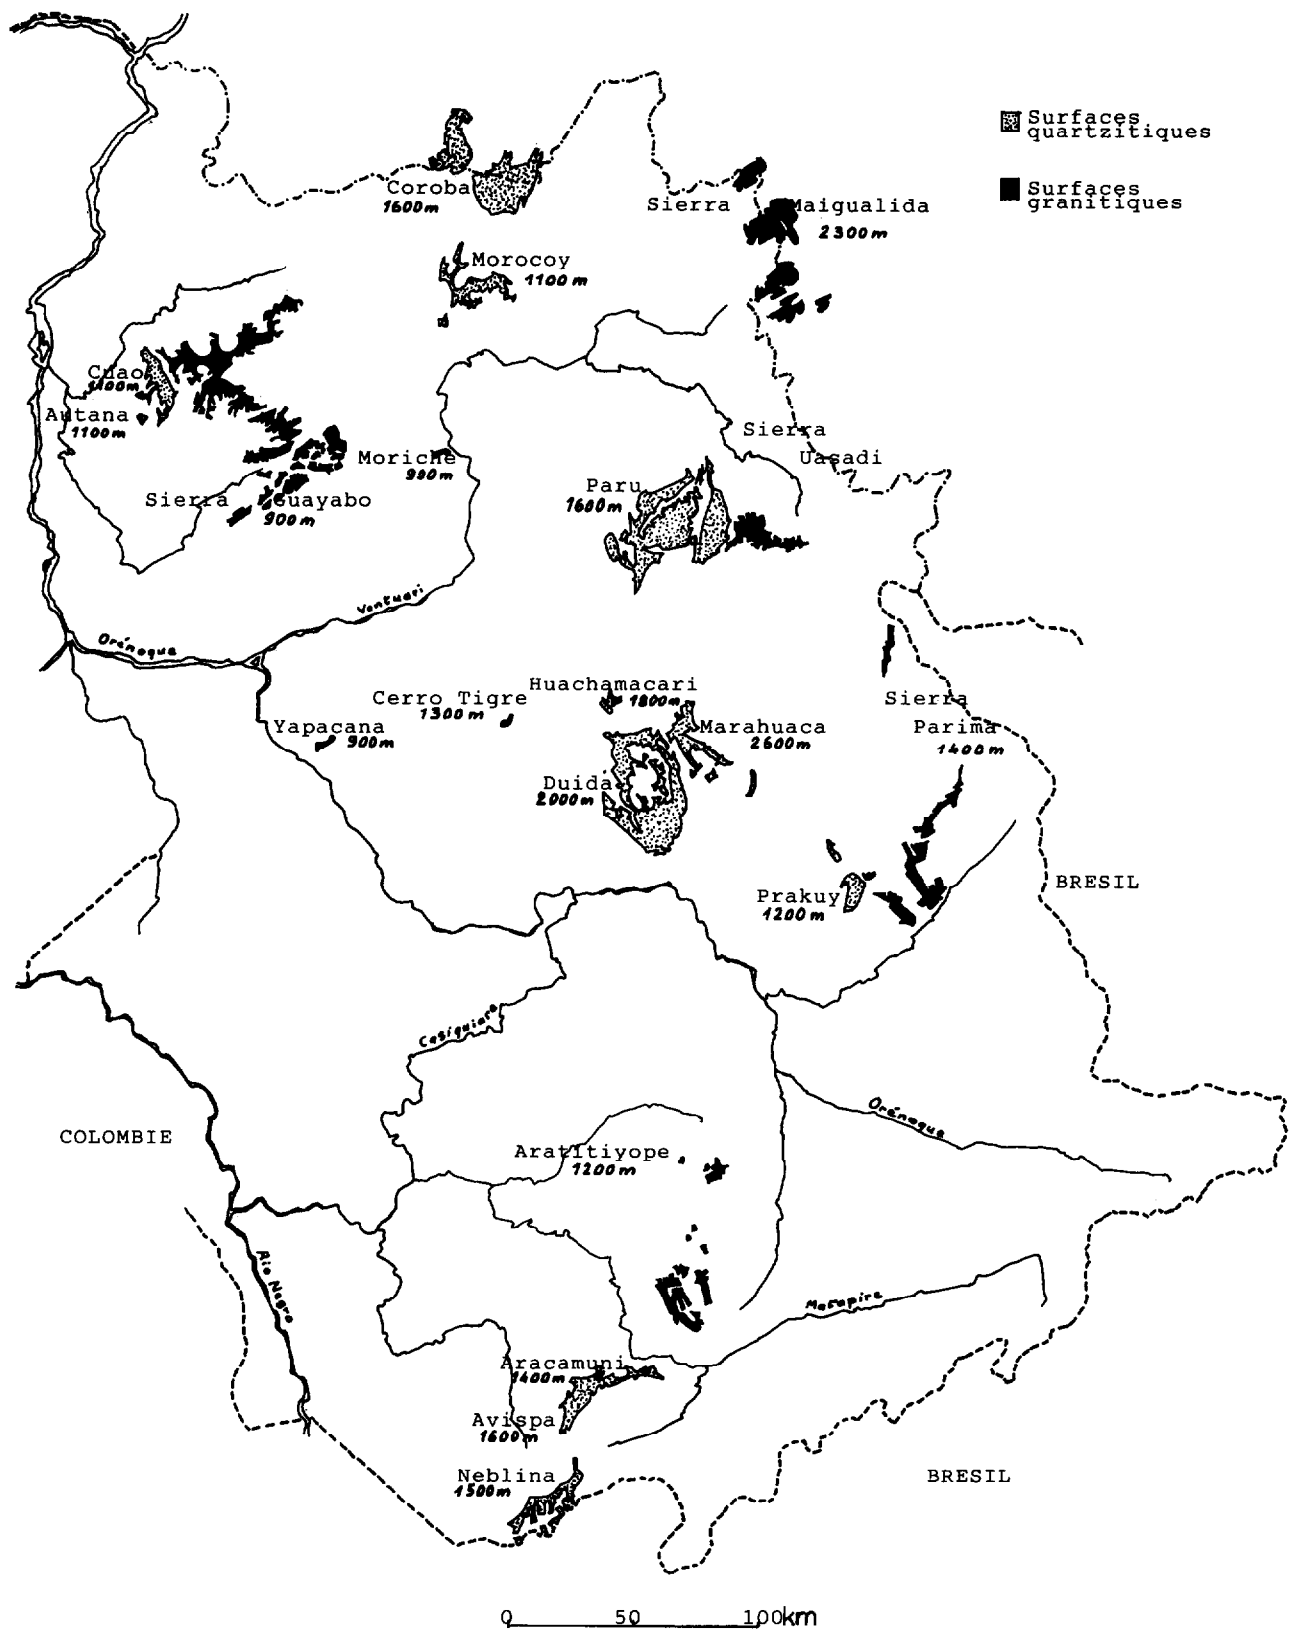 Surfaces
quartzitiques
Surfaces
granitiques
Coroba
1600m
Sierra Maigualida
2300m
Morocoy
1100m
Cuao
Autana
1100m
Moriche
900m
Sierra Guayabo
900m
Sierra
Uasadi
Paru
1600m
Ventuari
Orénoque
Huachamacari
1800m
Cerro Tigre
1300m
Yapacana
900m
Marahuaca
2600m
Duida
2000m
Sierra
Parima
1400m
Prakuy
1200m
BRESIL
Casiquiare
COLOMBIE
Orénoque
Aratitiyope
1200m
Rio Negro
Mavapire
Aracamuni
1400m
Avispa
1600m
Neblina
1500m
BRESIL
0 50 100km